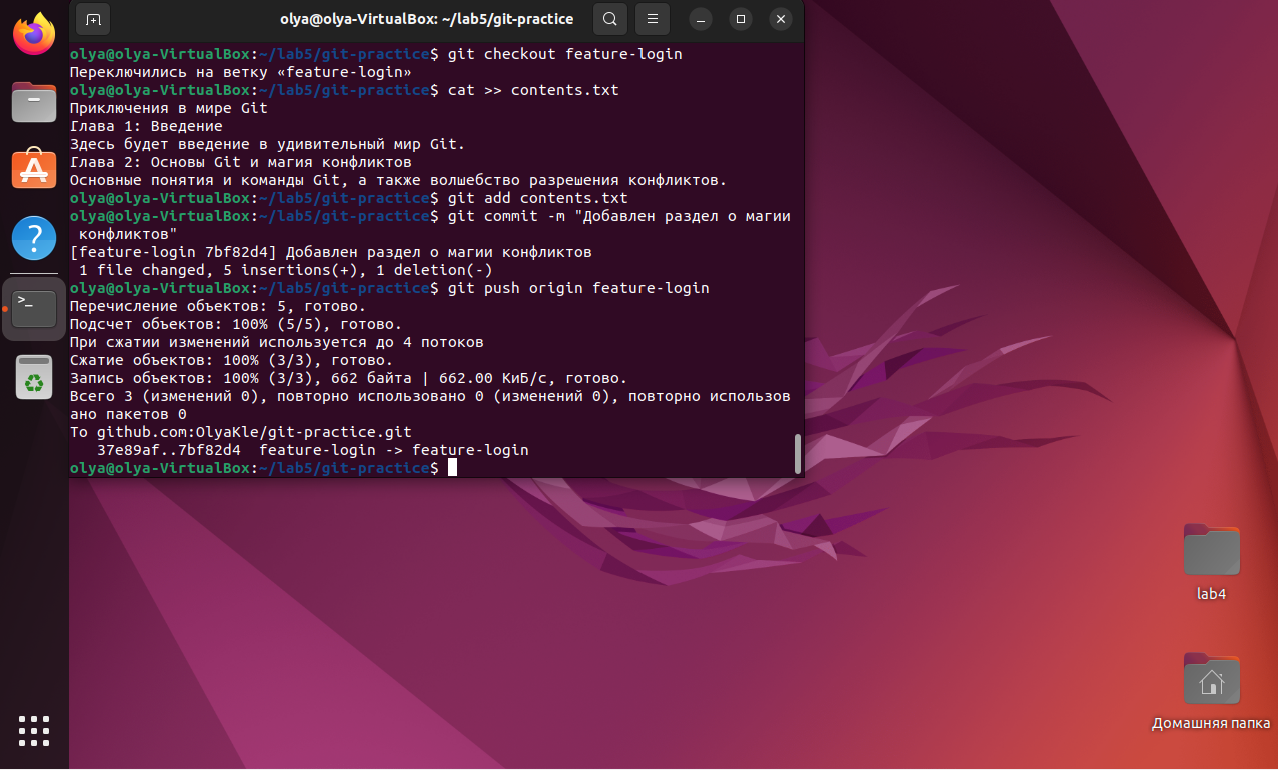 olya@olya-VirtualBox: ~/lab5/git-practice
olya@olya-VirtualBox:~/lab5/git-practice$ git checkout feature-login
Переключились на ветку «feature-login»
olya@olya-VirtualBox:~/lab5/git-practice$ cat >> contents.txt
Приключения в мире Git
Глава 1: Введение
Здесь будет введение в удивительный мир Git.
Глава 2: Основы Git и магия конфликтов
Основные понятия и команды Git, а также волшебство разрешения конфликтов.
olya@olya-VirtualBox:~/lab5/git-practice$ git add contents.txt
olya@olya-VirtualBox:~/lab5/git-practice$ git commit -m "Добавлен раздел о магии
конфликтов"
[feature-login 7bf82d4] Добавлен раздел о магии конфликтов
1 file changed, 5 insertions(+), 1 deletion(-)
olya@olya-VirtualBox:~/lab5/git-practice$ git push origin feature-login
Перечисление объектов: 5, готово.
Подсчет объектов: 100% (5/5), готово.
При сжатии изменений используется до 4 потоков
Сжатие объектов: 100% (3/3), готово.
Запись объектов: 100% (3/3), 662 байта | 662.00 КиБ/с, готово.
Всего 3 (изменений 0), повторно использовано 0 (изменений 0), повторно использов
ано пакетов 0
To github.com:OlyaKle/git-practice.git
37e89af..7bf82d4  feature-login -> feature-login
olya@olya-VirtualBox:~/lab5/git-practice$
lab4
Домашняя папка